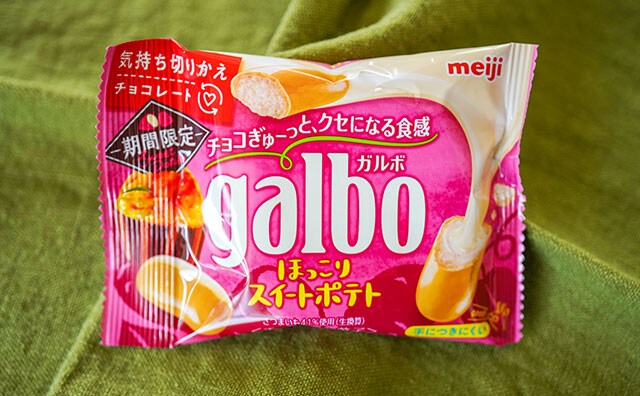 気持ち切りかえ
チョコレート
meiji
期間限定
チョコぎゅーっと、クセになる食感
ガルボ
galbo
ほっこり
スイートポテト
さつまいも41%使用(生換算)
手につきにくい